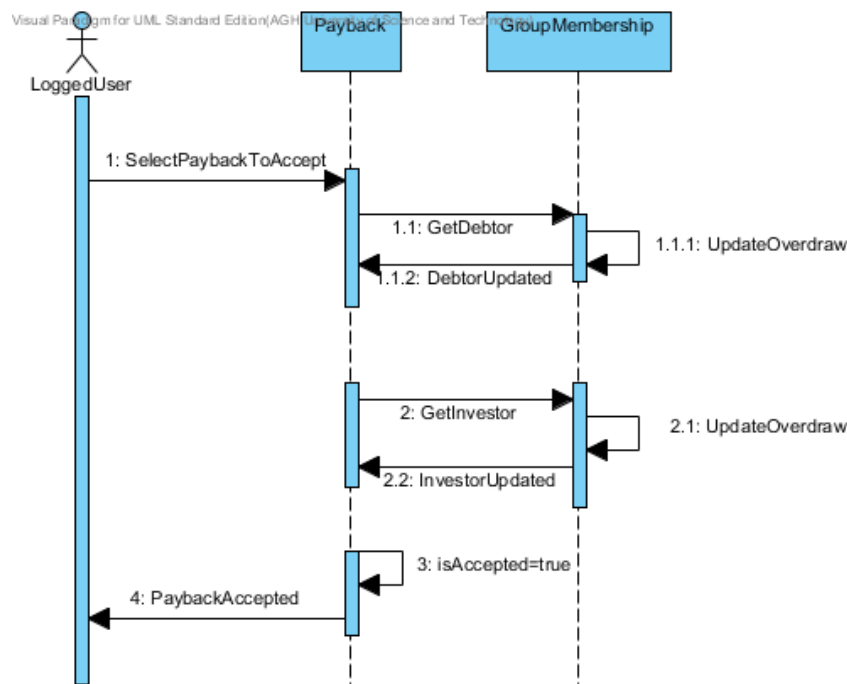 Visual Paradigm for UML Standard Edition(AGH University of Science and Technology)
Payback
GroupMembership
LoggedUser
1: SelectPaybackToAccept
1.1: GetDebtor
1.1.1: UpdateOverdraw
1.1.2: DebtorUpdated
2: GetInvestor
2.1: UpdateOverdraw
2.2: InvestorUpdated
3: isAccepted=true
4: PaybackAccepted